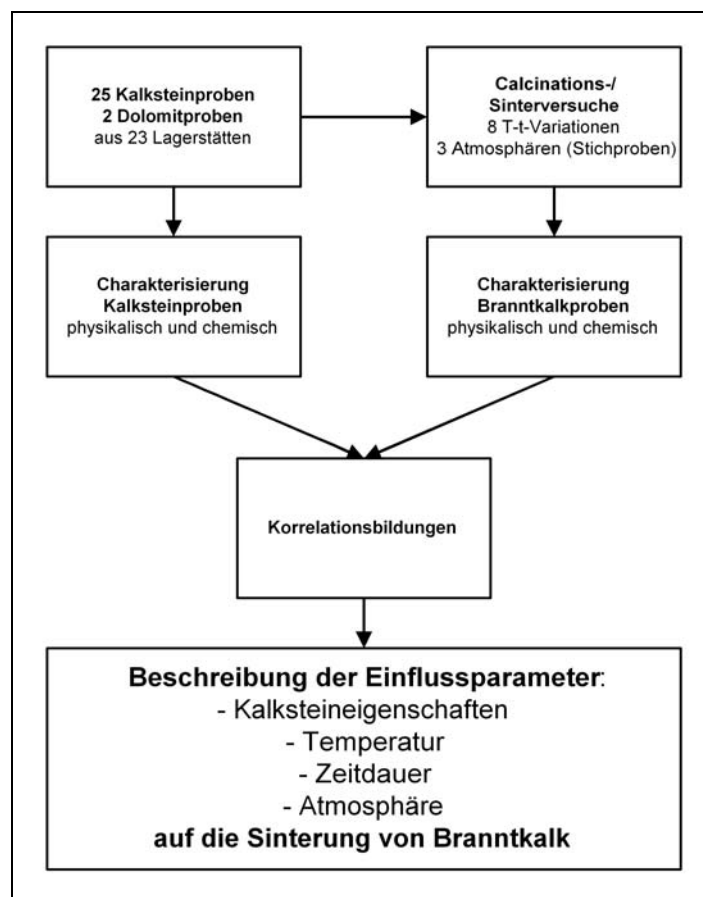 25 Kalksteinproben
2 Dolomitproben
aus 23 Lagerstätten
Calcinations-/
Sinterversuche
8 T-t-Variationen
3 Atmosphären (Stichproben)
Charakterisierung
Kalksteinproben
physikalisch und chemisch
Charakterisierung
Branntkalkproben
physikalisch und chemisch
Korrelationsbildungen
Beschreibung der Einflussparameter:
- Kalksteineigenschaften
- Temperatur
- Zeitdauer
- Atmosphäre
auf die Sinterung von Branntkalk